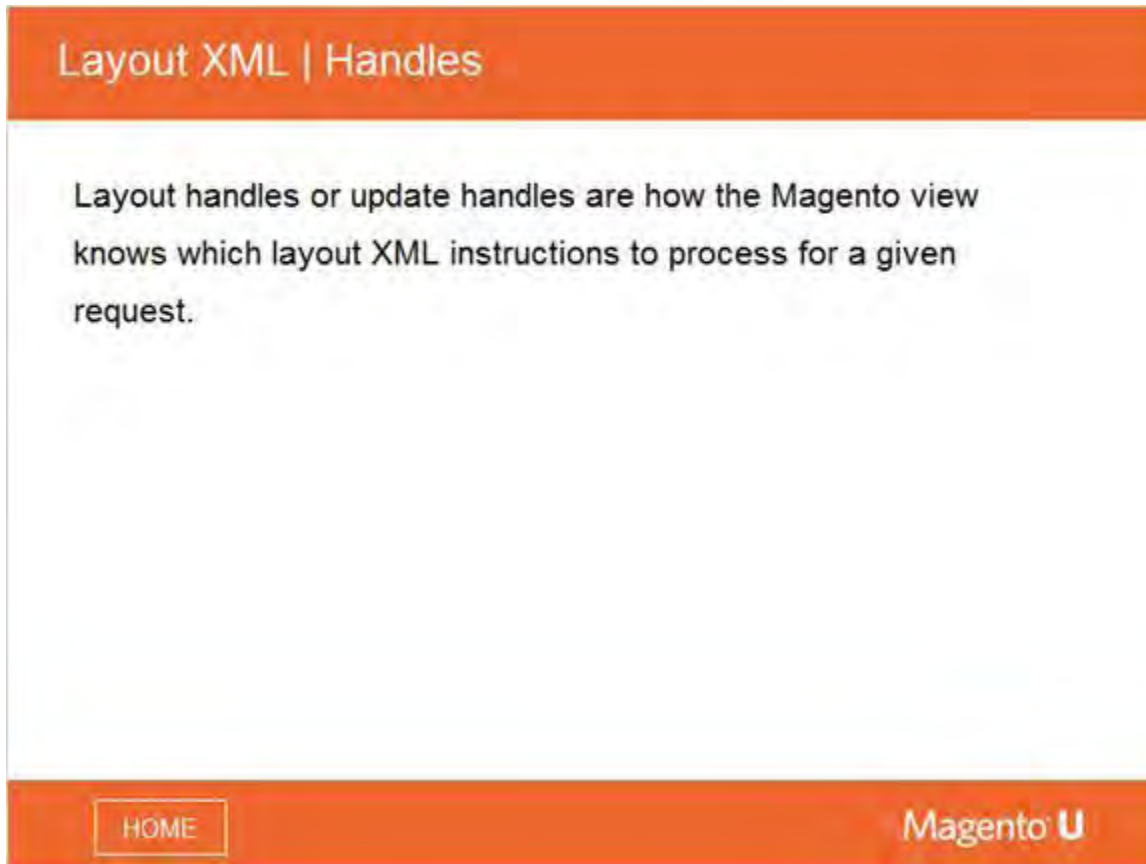 Layout XML | Handles
Layout handles or update handles are how the Magento view
knows which layout XML instructions to process for a given
request.
HOME
Magento U